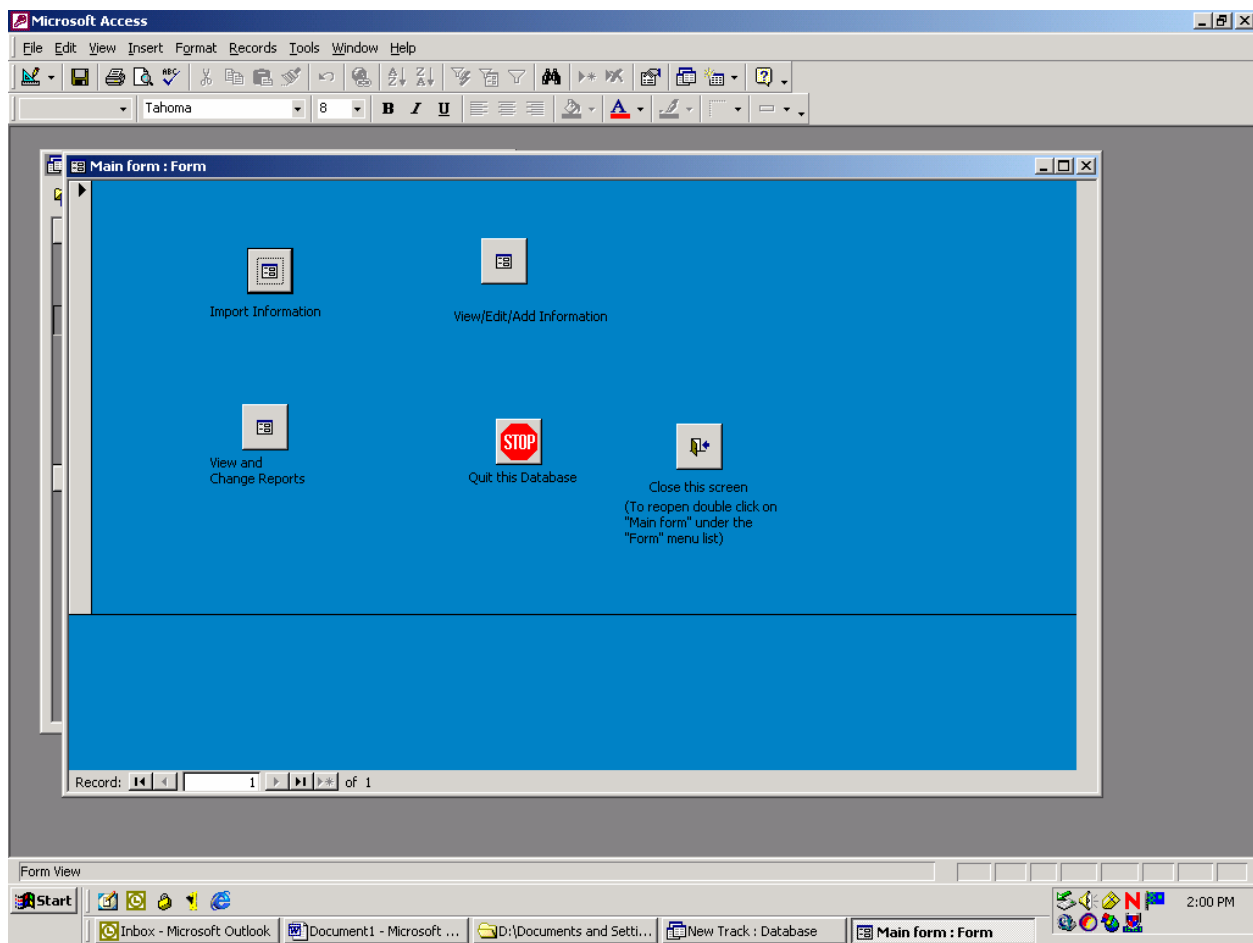 Microsoft Access
File Edit View Insert Format Records Tools Window Help
ABC
Tahoma 8 B I U A
Main form : Form
Import Information
View/Edit/Add Information
View and
Change Reports
STOP
Quit this Database
Close this screen
(To reopen double click on
"Main form" under the
"Form" menu list)
Record: 1 of 1
Form View
Start
2:00 PM
Inbox - Microsoft Outlook
Document1 - Microsoft ...
D:\Documents and Setti...
New Track : Database
Main form : Form